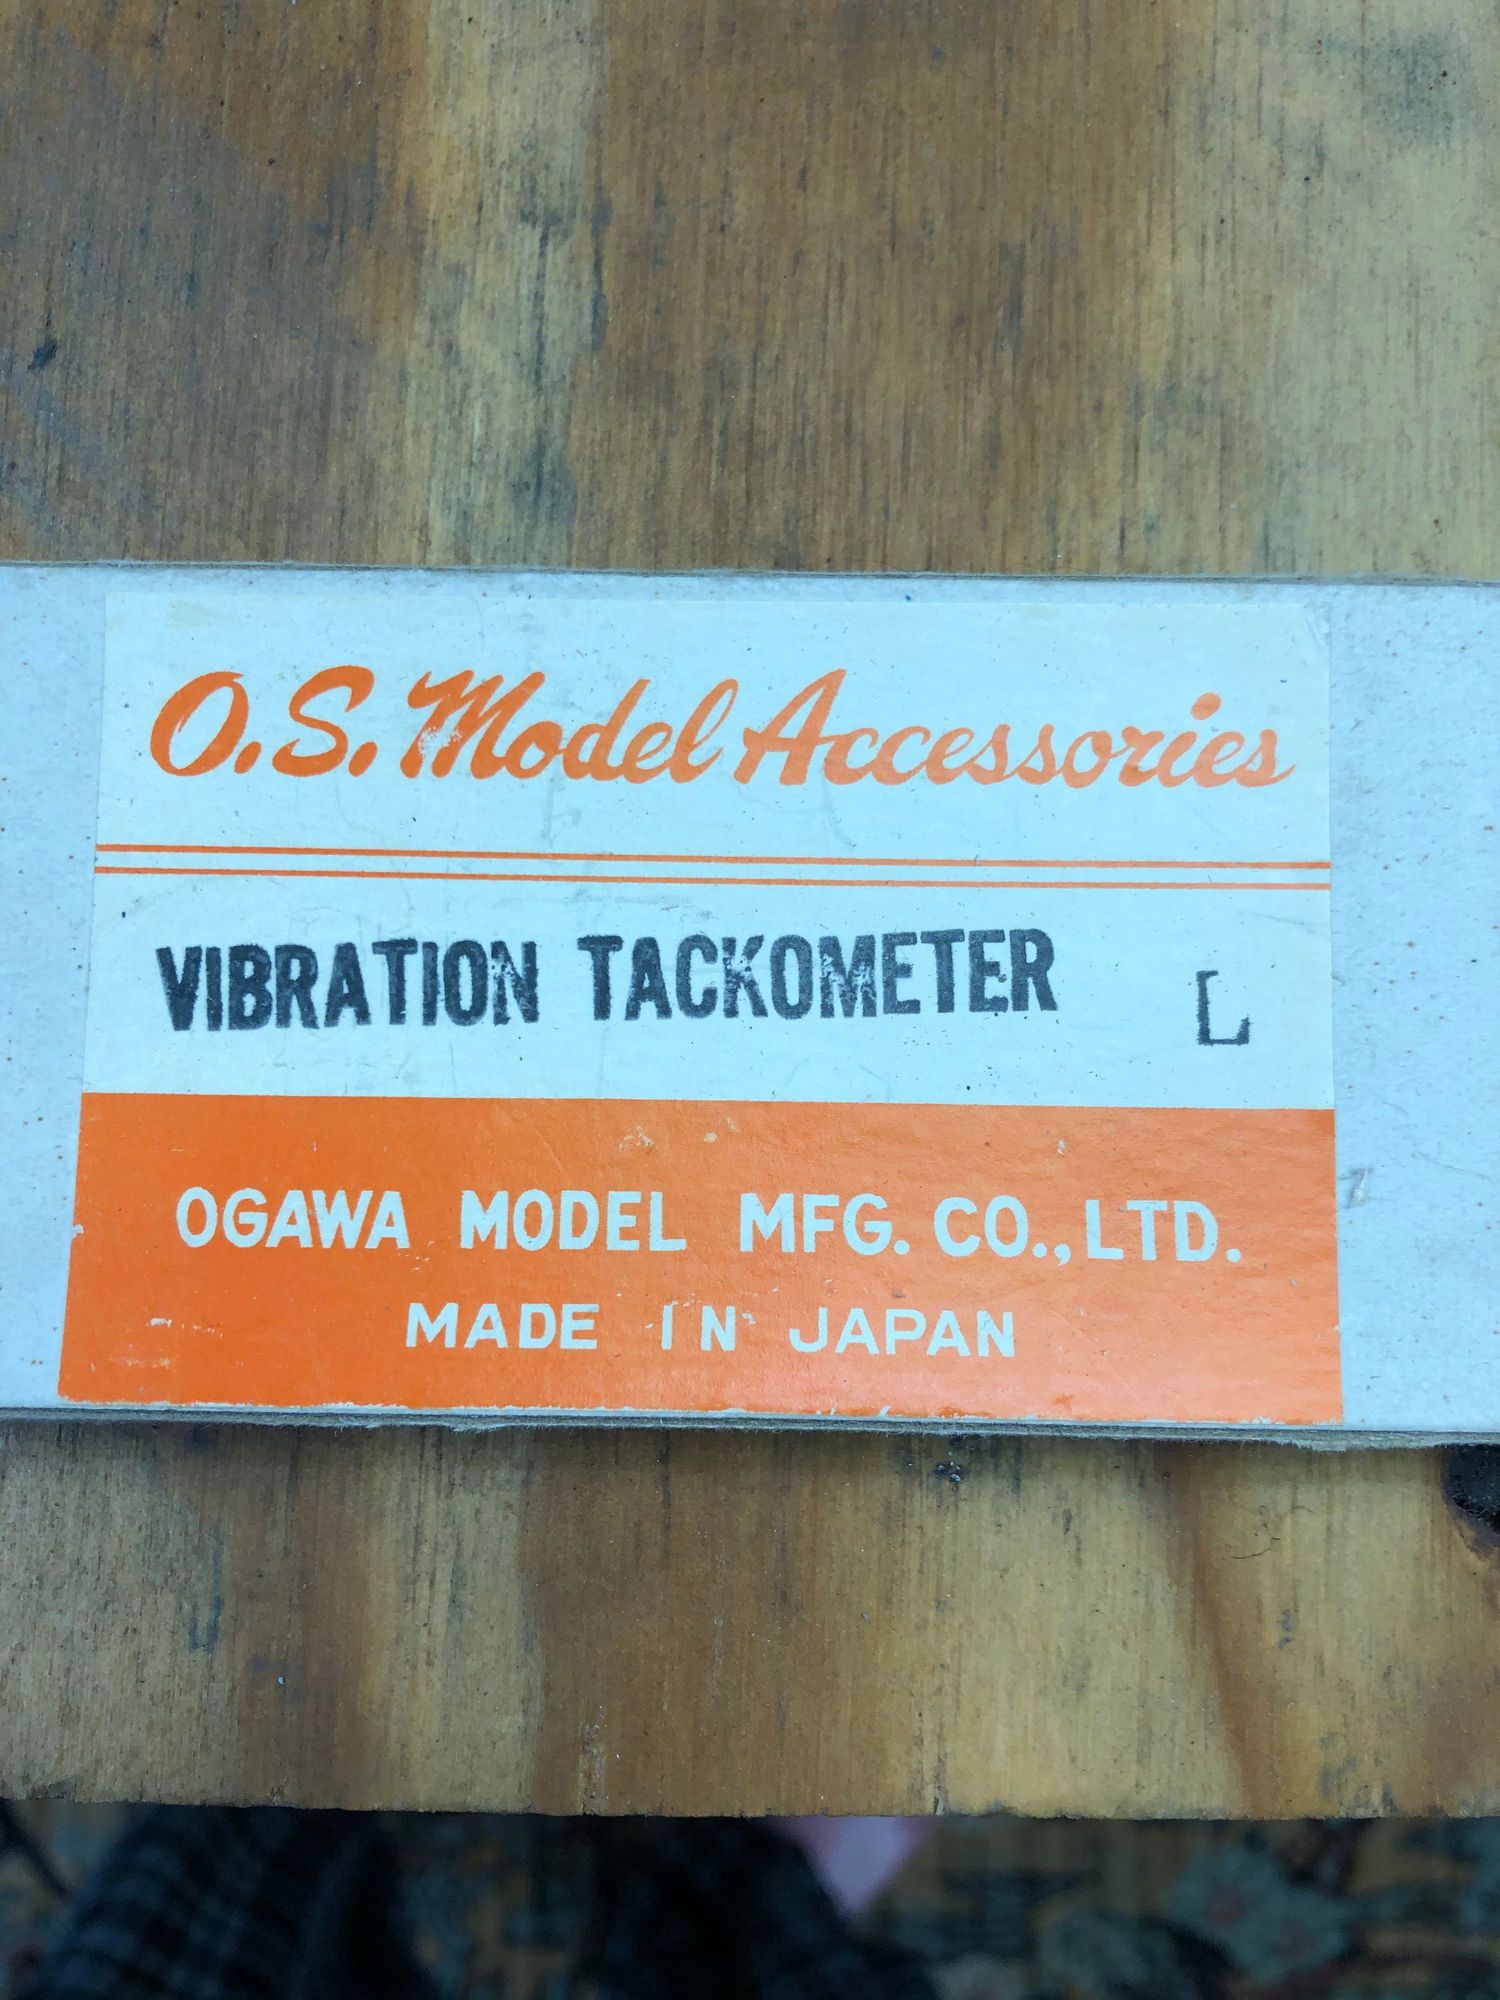 O.S. Model Accessories
VIBRATION TACKOMETER L
OGAWA MODEL MFG. CO., LTD.
MADE IN JAPAN